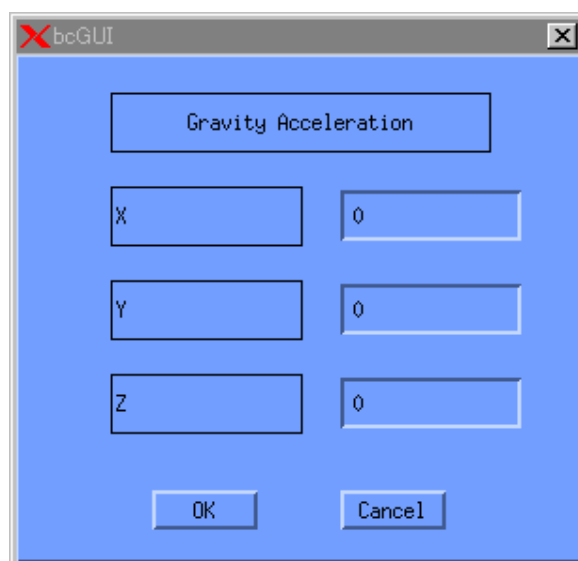 bcGUI
Gravity Acceleration
X 0
Y 0
Z 0
OK Cancel